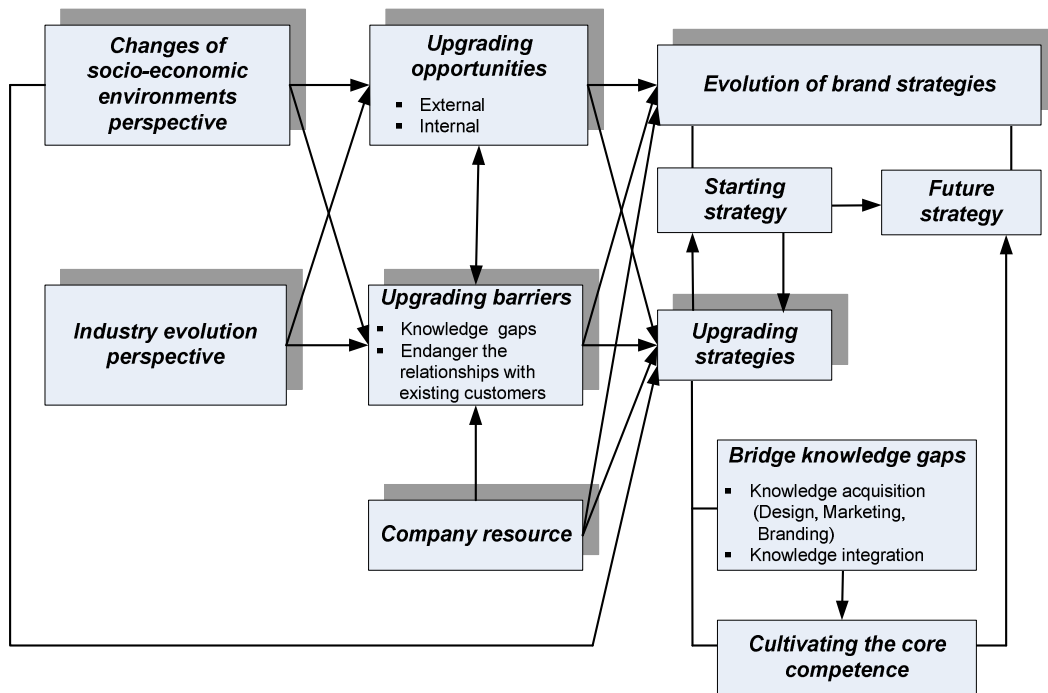 Changes of
socio-economic
environments
perspective
Upgrading
opportunities
▪ External
▪ Internal
Evolution of brand strategies
Starting
strategy
Future
strategy
Industry evolution
perspective
Upgrading barriers
▪ Knowledge gaps
▪ Endanger the
relationships with
existing customers
Upgrading
strategies
Company resource
Bridge knowledge gaps
▪ Knowledge acquisition
(Design, Marketing,
Branding)
▪ Knowledge integration
Cultivating the core
competence